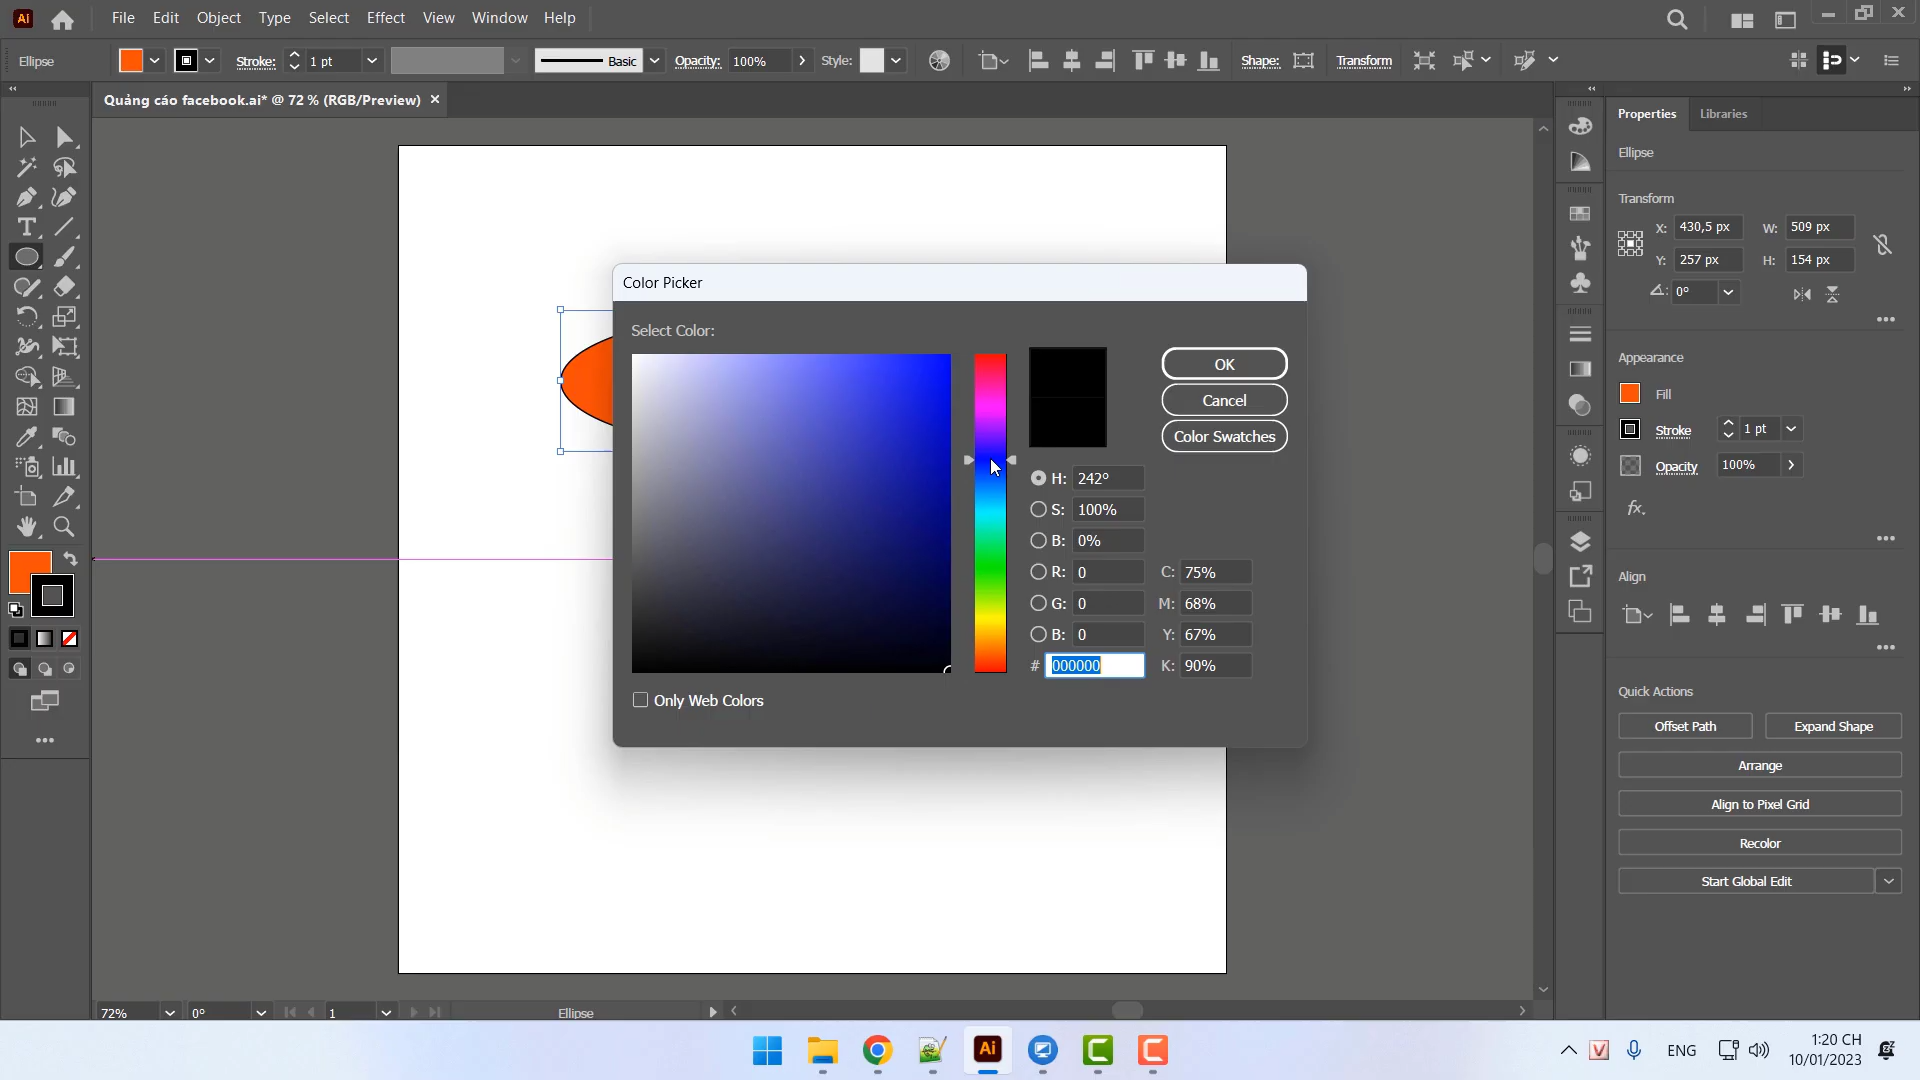 Ai File Edit Object Type Select Effect View Window Help
Ellipse Stroke: 1 pt Basic Opacity: 100% Style: Shape: Transform
Quảng cáo facebook.ai* @ 72 % (RGB/Preview) ×
Properties Libraries
Ellipse
Transform
X: 430,5 px W: 509 px
Y: 257 px H: 154 px
0°
Appearance
Fill
Stroke 1 pt
Opacity 100%
fx.
Align
Quick Actions
Offset Path Expand Shape
Arrange
Align to Pixel Grid
Recolor
Start Global Edit
Color Picker
Select Color:
OK
Cancel
Color Swatches
H: 242°
S: 100%
B: 0%
R: 0 C: 75%
G: 0 M: 68%
B: 0 Y: 67%
# 000000 K: 90%
Only Web Colors
72% 0° 1 Ellipse
Ai
ENG
1:20 CH
10/01/2023